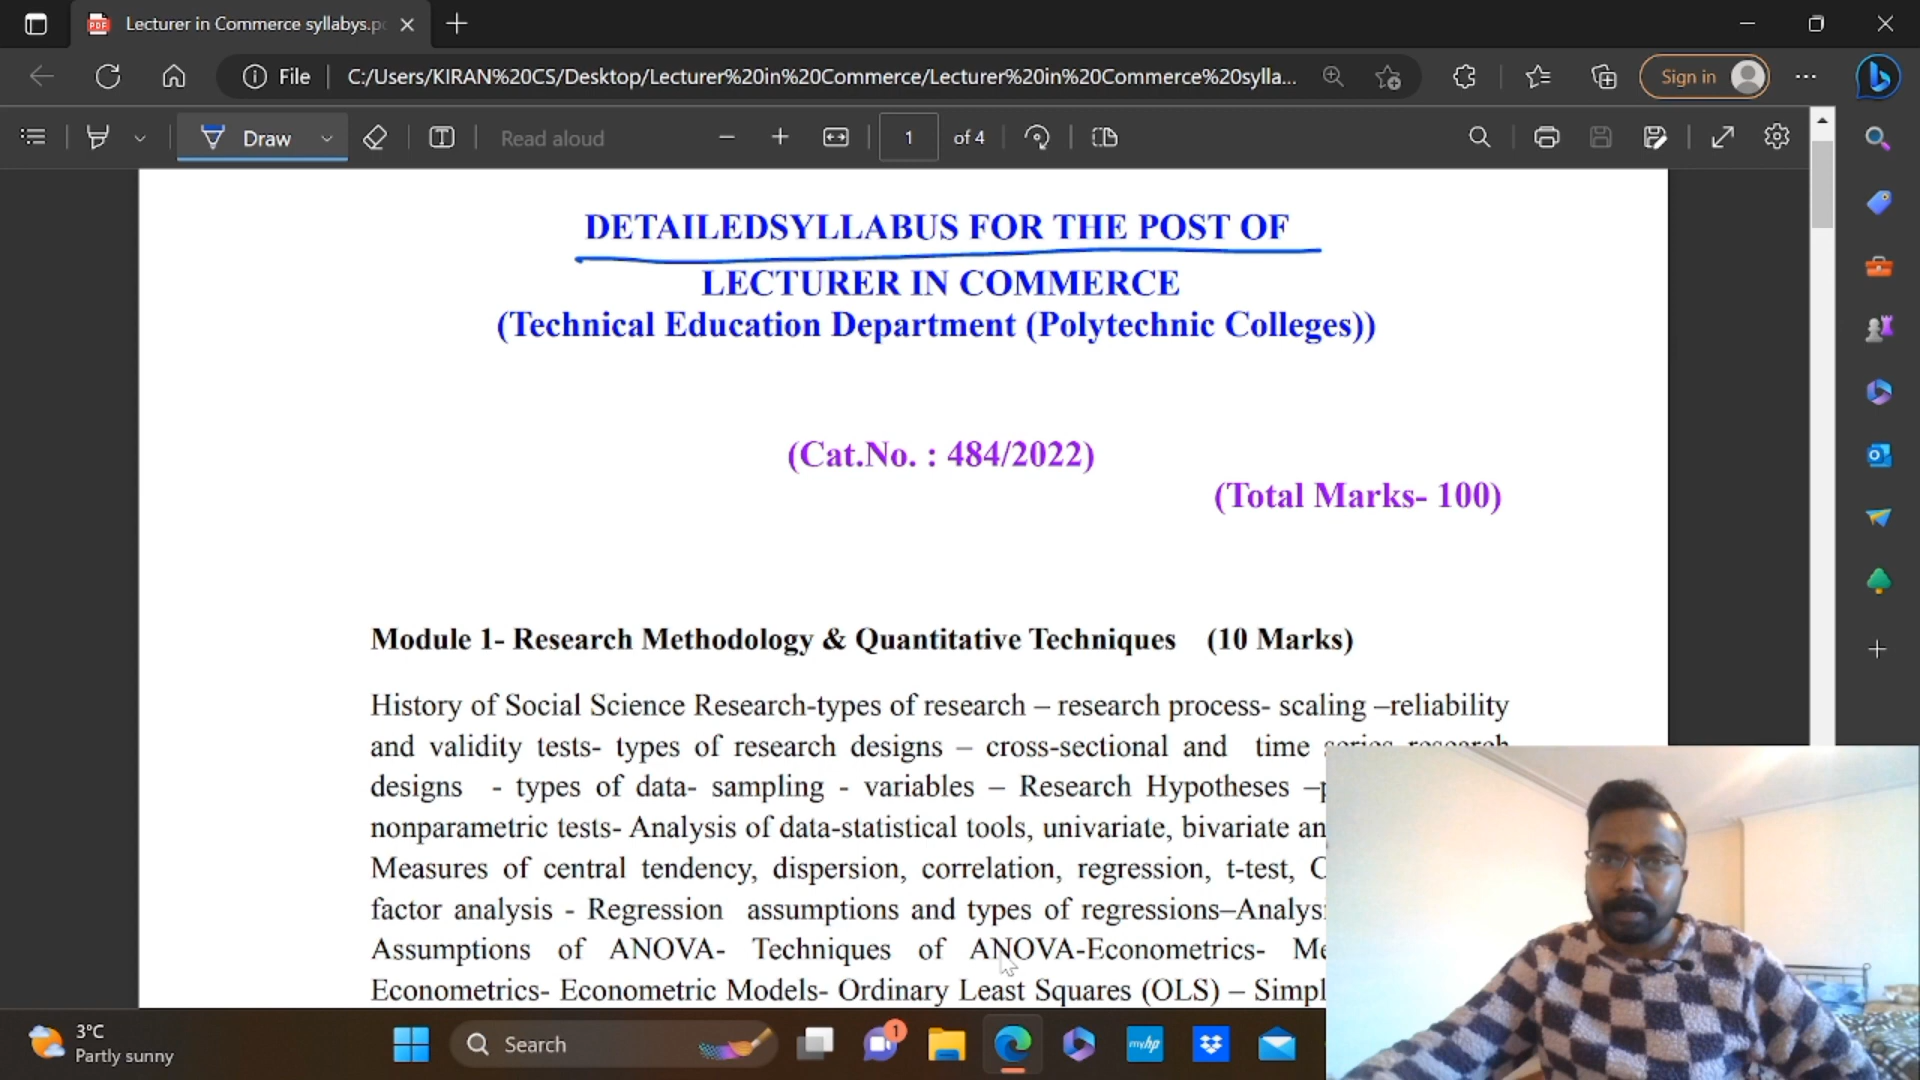 Lecturer in Commerce syllabys.pd
File
C:/Users/KIRAN%20CS/Desktop/Lecturer%20in%20Commerce/Lecturer%20in%20Commerce%20sylla...
Sign in
Draw
Read aloud
1 of 4
DETAILEDSYLLABUS FOR THE POST OF
LECTURER IN COMMERCE
(Technical Education Department (Polytechnic Colleges))
(Cat.No. : 484/2022)
(Total Marks- 100)
Module 1- Research Methodology & Quantitative Techniques (10 Marks)
History of Social Science Research-types of research – research process- scaling –reliability
and validity tests- types of research designs – cross-sectional and time series research
designs - types of data- sampling - variables – Research Hypotheses –
nonparametric tests- Analysis of data-statistical tools, univariate, bivariate
Measures of central tendency, dispersion, correlation, regression, t-test,
factor analysis - Regression assumptions and types of regressions–
Assumptions of ANOVA- Techniques of ANOVA-Econometrics-
Econometrics- Econometric Models- Ordinary Least Squares (OLS) –
3°C
Partly sunny
Search
1
myhp